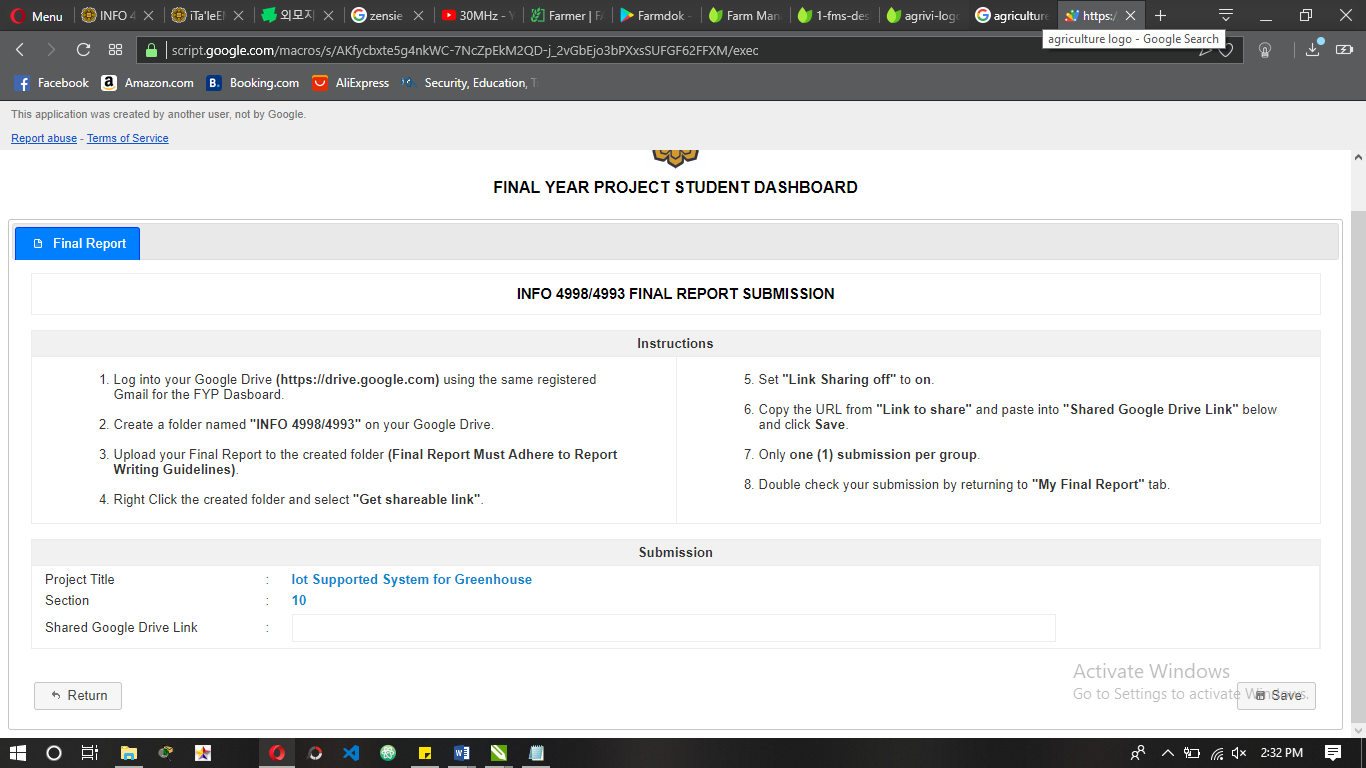 Menu
INFO 4
iTa'leE
외모지
zensie
30MHz - Y
Farmer | F
Farmdok -
Farm Man
1-fms-des
agrivi-logo
agriculture
https:/
agriculture logo - Google Search
script.google.com/macros/s/AKfycbxte5g4nkWC-7NcZpEkM2QD-j_2vGbEjo3bPXxsSUFGF62FFXM/exec
Facebook
Amazon.com
Booking.com
AliExpress
Security, Education, T
This application was created by another user, not by Google.
Report abuse - Terms of Service
FINAL YEAR PROJECT STUDENT DASHBOARD
Final Report
INFO 4998/4993 FINAL REPORT SUBMISSION
Instructions
1. Log into your Google Drive (https://drive.google.com) using the same registered
Gmail for the FYP Dasboard.
2. Create a folder named "INFO 4998/4993" on your Google Drive.
3. Upload your Final Report to the created folder (Final Report Must Adhere to Report
Writing Guidelines).
4. Right Click the created folder and select "Get shareable link".
5. Set "Link Sharing off" to on.
6. Copy the URL from "Link to share" and paste into "Shared Google Drive Link" below
and click Save.
7. Only one (1) submission per group.
8. Double check your submission by returning to "My Final Report" tab.
Submission
Project Title : Iot Supported System for Greenhouse
Section : 10
Shared Google Drive Link :
Return
Save
Activate Windows
Go to Settings to activate Windows.
2:32 PM